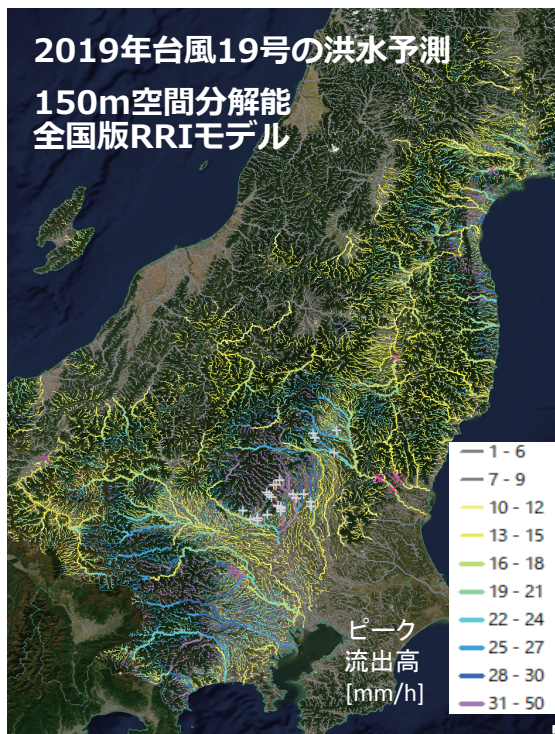 2019年台風19号の洪水予測
150m空間分解能
全国版RRIモデル
1 - 6
7 - 9
10 - 12
13 - 15
16 - 18
19 - 21
22 - 24
25 - 27
28 - 30
31 - 50
ピーク
流出高
[mm/h]